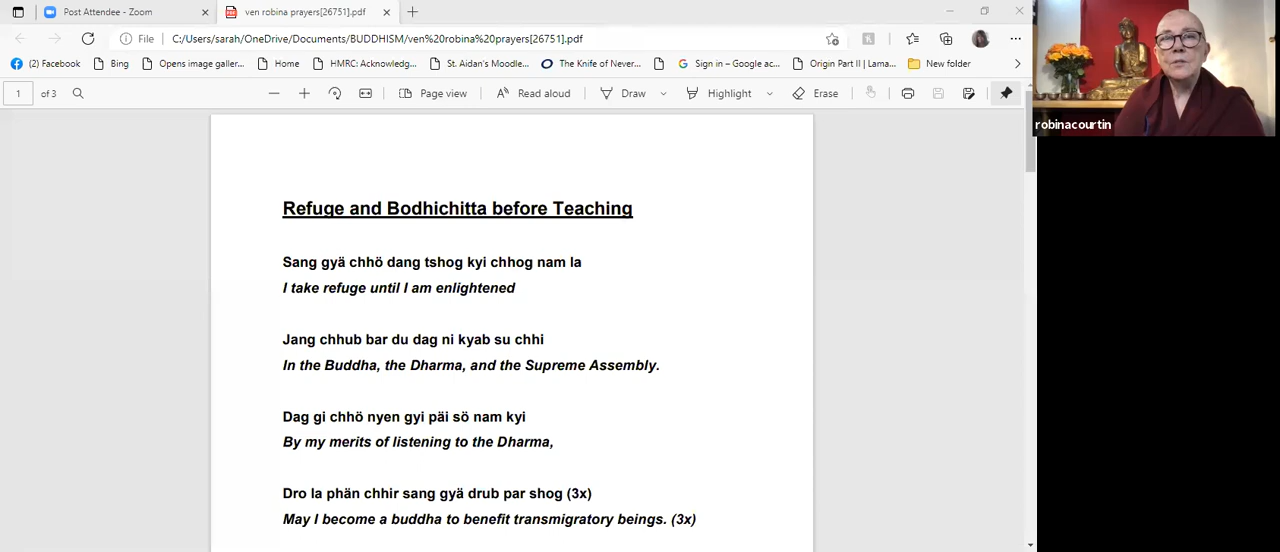 Post Attendee - Zoom
ven robina prayers[26751].pdf
File
C:/Users/sarah/OneDrive/Documents/BUDDHISM/ven%20robina%20prayers[26751].pdf
(2) Facebook
Bing
Opens image galler...
Home
HMRC: Acknowledg...
St. Aidan's Moodle...
The Knife of Never...
Sign in – Google ac...
Origin Part II | Lama...
New folder
1 of 3
Page view
Read aloud
Draw
Highlight
Erase
robinacourtin
Refuge and Bodhichitta before Teaching
Sang gyä chhö dang tshog kyi chhog nam la
I take refuge until I am enlightened
Jang chhub bar du dag ni kyab su chhi
In the Buddha, the Dharma, and the Supreme Assembly.
Dag gi chhö nyen gyi päi sö nam kyi
By my merits of listening to the Dharma,
Dro la phän chhir sang gyä drub par shog (3x)
May I become a buddha to benefit transmigratory beings. (3x)